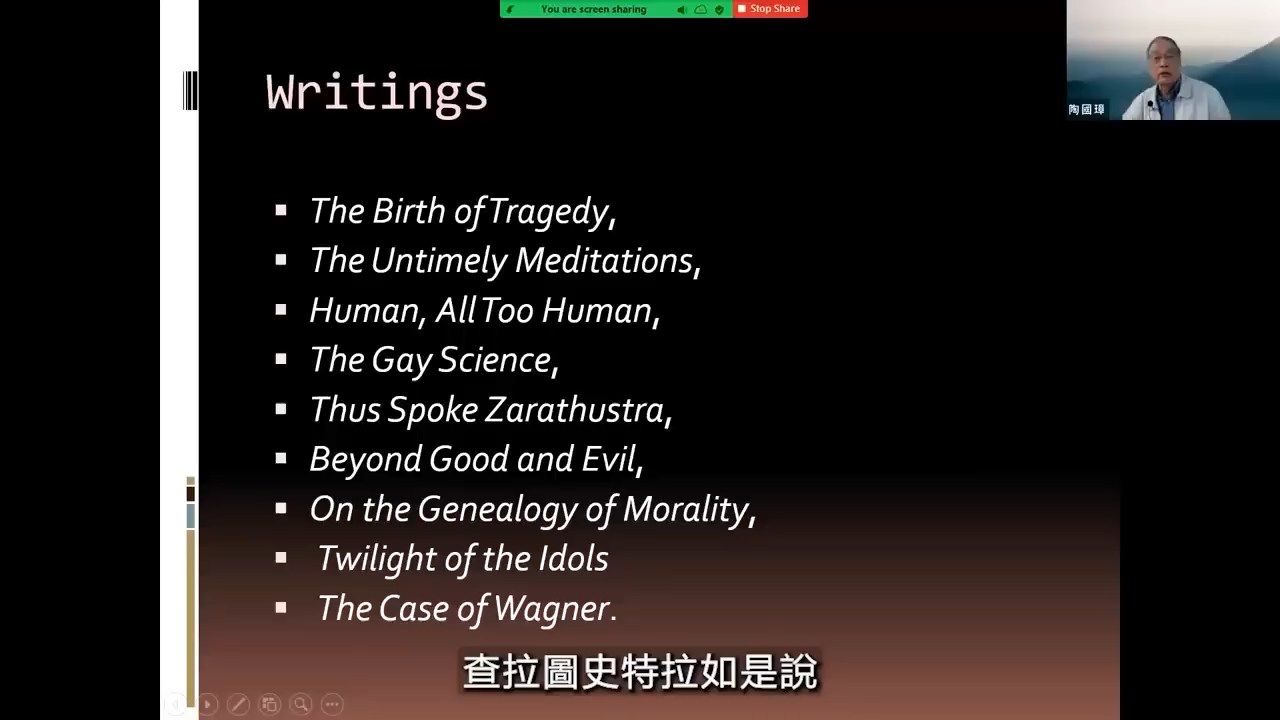 You are screen sharing
Stop Share
陶國璋
Writings
The Birth of Tragedy,
The Untimely Meditations,
Human, All Too Human,
The Gay Science,
Thus Spoke Zarathustra,
Beyond Good and Evil,
On the Genealogy of Morality,
Twilight of the Idols
The Case of Wagner.
查拉圖史特拉如是說